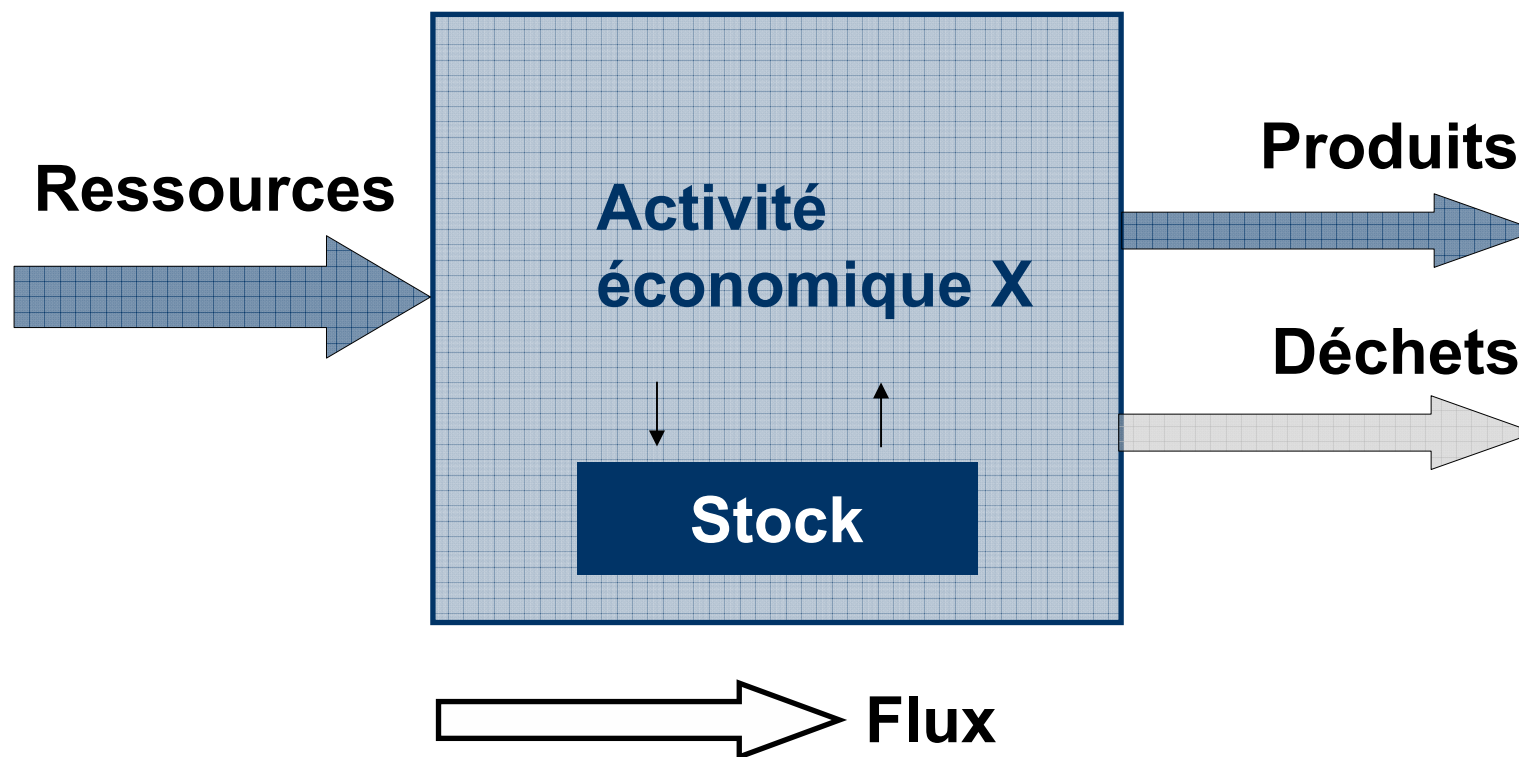 Ressources
Activité
économique X
Produits
Déchets
Stock
Flux